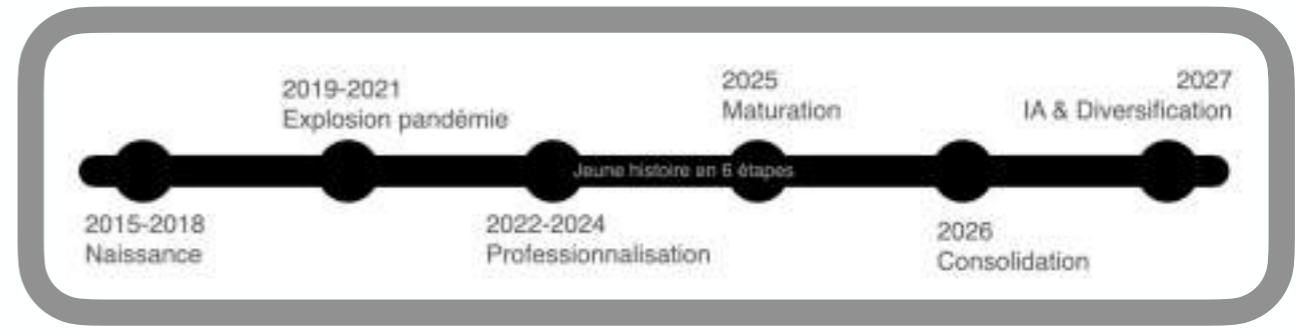 2015-2018
Naissance
2019-2021
Explosion pandémie
2022-2024
Professionnalisation
Jeune histoire en 6 étapes
2025
Maturation
2026
Consolidation
2027
IA & Diversification